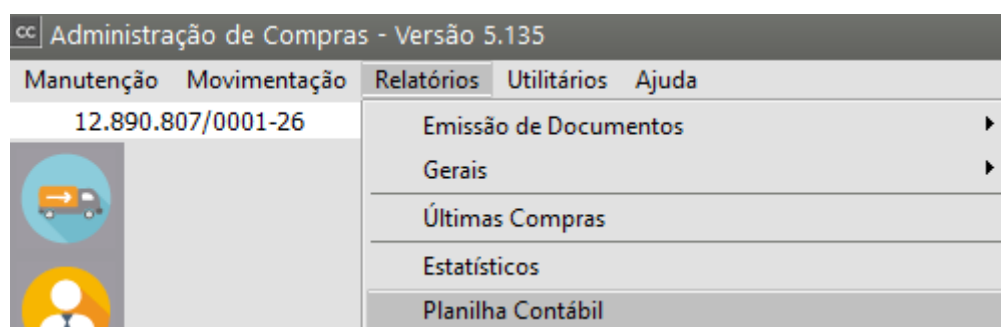 cc Administração de Compras - Versão 5.135
Manutenção Movimentação Relatórios Utilitários Ajuda
12.890.807/0001-26
Emissão de Documentos
Gerais
Últimas Compras
Estatísticos
Planilha Contábil